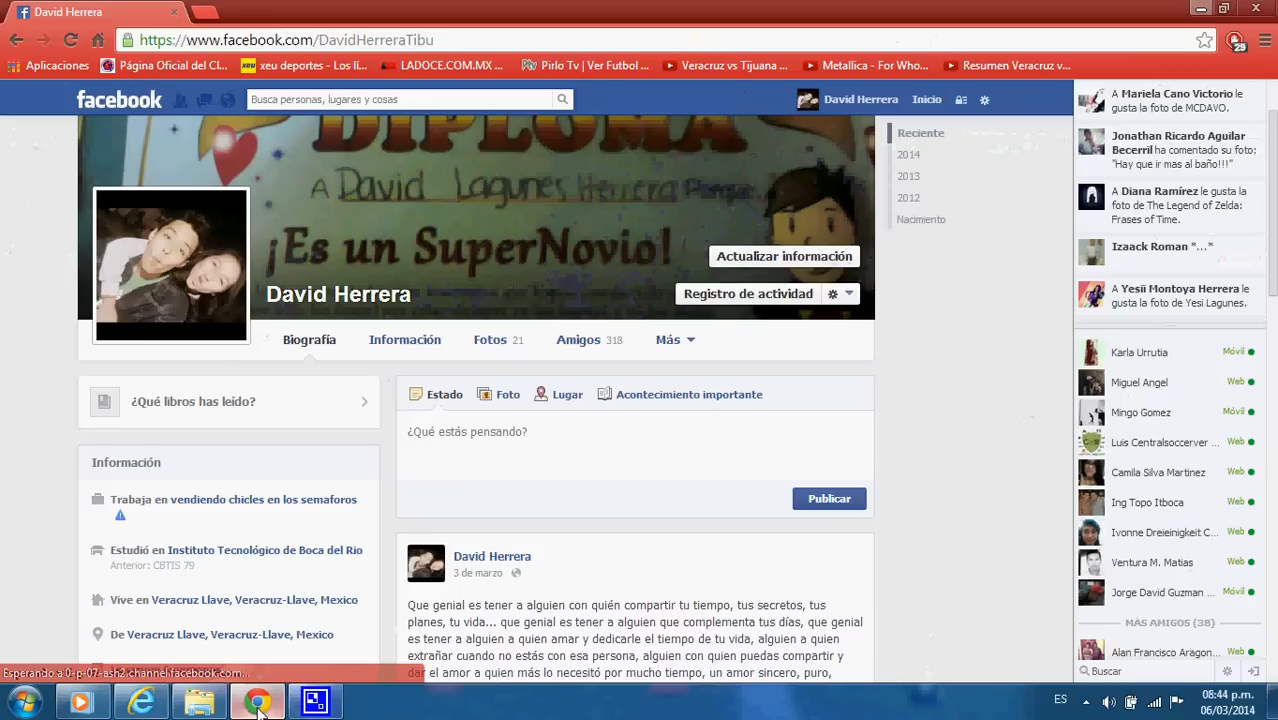 David Herrera
https://www.facebook.com/DavidHerreraTibu
29
Aplicaciones
Página Oficial del Cl...
xeu deportes - Los lí...
LADOCE.COM.MX ...
Pirlo Tv | Ver Futbol ...
Veracruz vs Tijuana ...
Metallica - For Who...
Resumen Veracruz v...
facebook
Busca personas, lugares y cosas
David Herrera
Inicio
DIPLOMA
A David Lagunes Herrera Porque
¡Es un SuperNovio!
Actualizar información
David Herrera
Registro de actividad
Biografía
Información
Fotos 21
Amigos 318
Más
Reciente
2014
2013
2012
Nacimiento
¿Qué libros has leído?
Información
Trabaja en vendiendo chicles en los semaforos
Estudió en Instituto Tecnológico de Boca del Rio
Anterior: CBTIS 79
Vive en Veracruz Llave, Veracruz-Llave, Mexico
De Veracruz Llave, Veracruz-Llave, Mexico
Estado
Foto
Lugar
Acontecimiento importante
¿Qué estás pensando?
Publicar
David Herrera
3 de marzo
Que genial es tener a alguien con quién compartir tu tiempo, tus secretos, tus
planes, tu vida... que genial es tener a alguien que complementa tus días, que genial
es tener a alguien a quien amar y dedicarle el tiempo de tu vida, alguien a quien
extrañar cuando no estás con esa persona, alguien con quien puedas compartir y
dar el amor a quien más lo necesitó por mucho tiempo, un amor sincero, puro,
A Mariela Cano Victorio le
gusta la foto de MCDAVO.
Jonathan Ricardo Aguilar
Becerril ha comentado su foto:
"Hay que ir mas al baño!!!"
A Diana Ramírez le gusta la
foto de The Legend of Zelda:
Frases of Time.
Izaack Roman *...*
A Yesii Montoya Herrera le
gusta la foto de Yesi Lagunes.
Karla Urrutia Móvil
Miguel Angel Web
Mingo Gomez Móvil
Luis Centralsoccerver ... Web
Camila Silva Martinez Web
Ing Topo Itboca Web
Ivonne Dreieinigkeit C... Web
Ventura M. Matias Web
Jorge David Guzman ... Móvil
MÁS AMIGOS (38)
Alan Francisco Aragon...
Buscar
Esperando a 0-p-07-ash2.channel.facebook.com...
ES
08:44 p.m.
06/03/2014